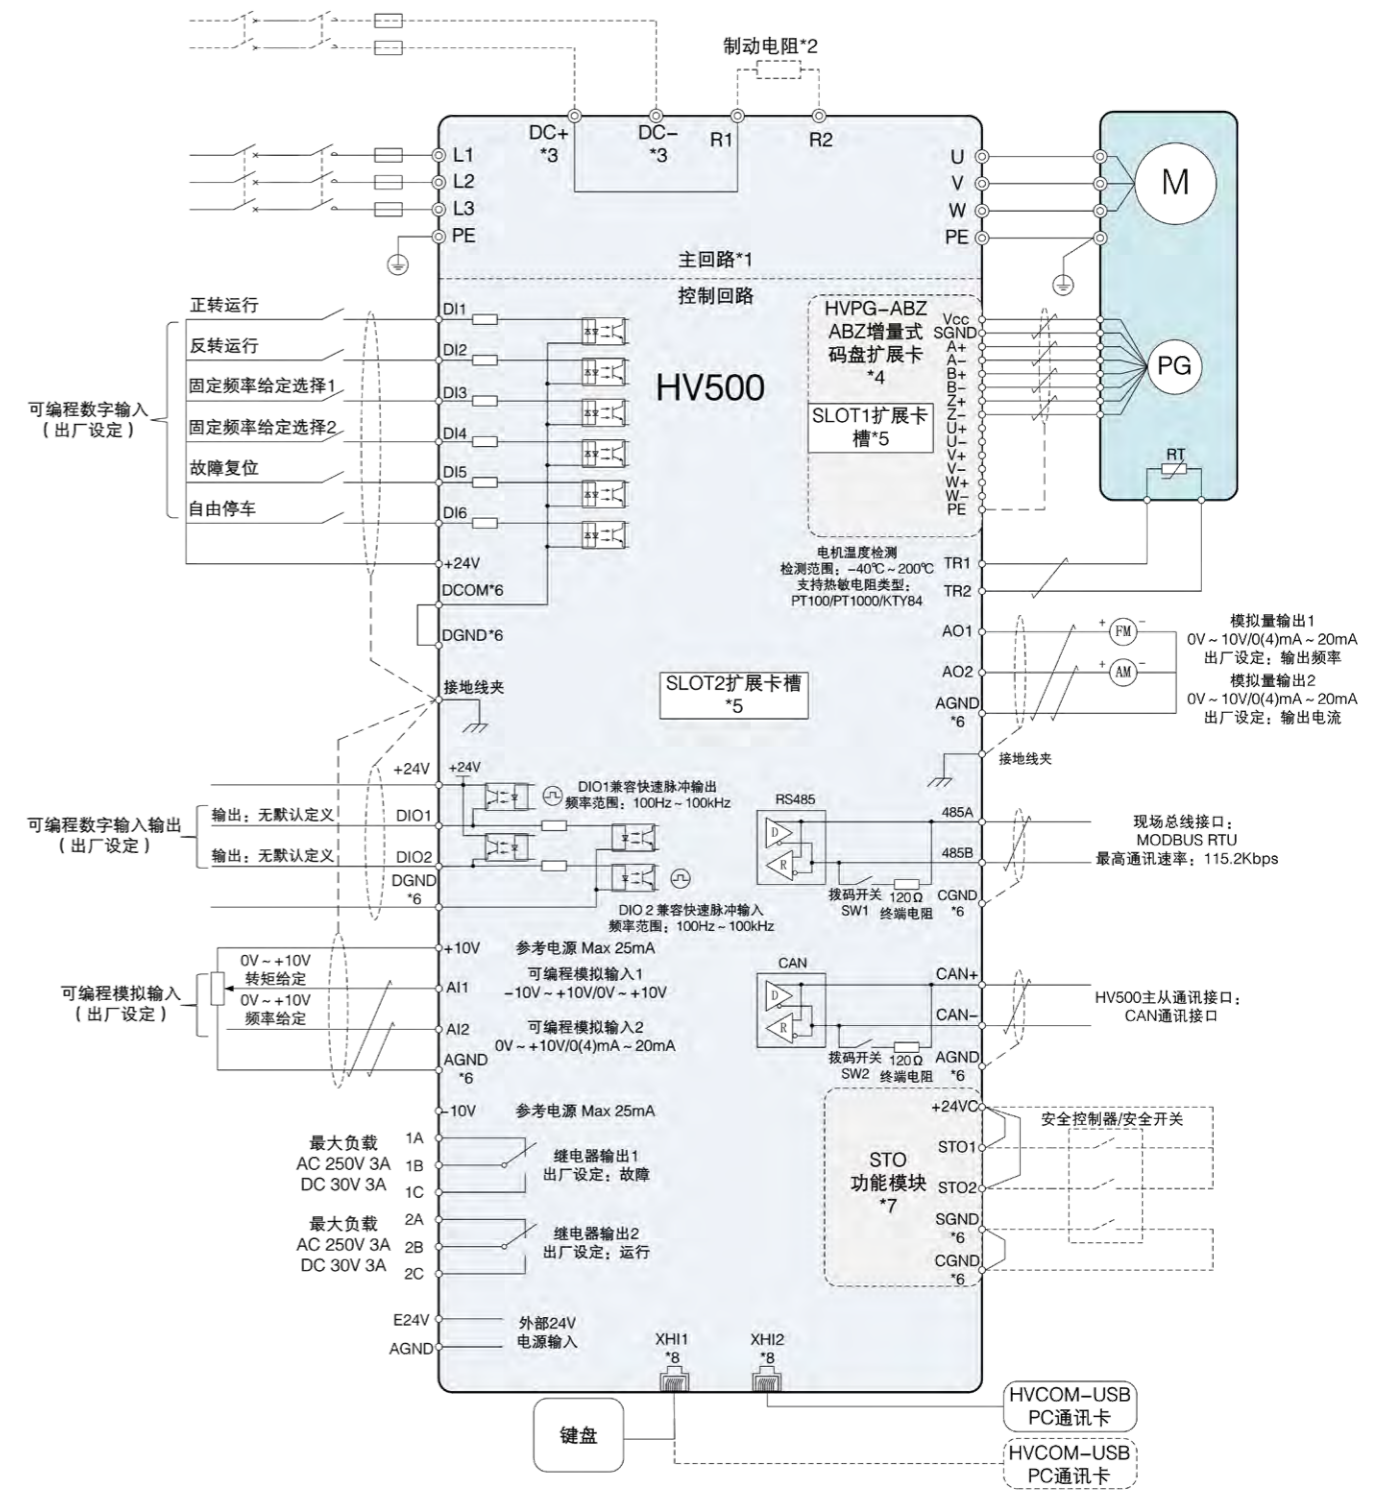 制动电阻*2
DC+
*3
DC−
*3
R1
R2
L1
L2
L3
PE
U
V
W
PE
M
主回路*1
控制回路
正转运行
反转运行
固定频率给定选择1
固定频率给定选择2
故障复位
自由停车
可编程数字输入
（出厂设定）
DI1
DI2
DI3
DI4
DI5
DI6
+24V
DCOM*6
DGND*6
接地线夹
HV500
HVPG−ABZ
ABZ增量式
码盘扩展卡
*4
SLOT1扩展卡
槽*5
Vcc
SGND
A+
A−
B+
B−
Z+
Z−
U+
U−
V+
V−
W+
W−
PE
PG
RT
电机温度检测
检测范围：−40℃～200℃
支持热敏电阻类型：
PT100/PT1000/KTY84
TR1
TR2
AO1
AO2
AGND
*6
+ FM −
+ AM −
模拟量输出1
0V～10V/0(4)mA～20mA
出厂设定：输出频率
模拟量输出2
0V～10V/0(4)mA～20mA
出厂设定：输出电流
接地线夹
SLOT2扩展卡槽
*5
+24V
+24V
输出：无默认定义
DIO1
输出：无默认定义
DIO2
DGND
*6
可编程数字输入输出
（出厂设定）
DIO1兼容快速脉冲输出
频率范围：100Hz～100kHz
DIO 2 兼容快速脉冲输入
频率范围：100Hz～100kHz
RS485
D
R
拨码开关
SW1
120Ω
终端电阻
485A
485B
CGND
*6
现场总线接口：
MODBUS RTU
最高通讯速率：115.2Kbps
+10V
参考电源 Max 25mA
0V～+10V
转矩给定
AI1
可编程模拟输入1
−10V～+10V/0V～+10V
0V～+10V
频率给定
AI2
可编程模拟输入2
0V～+10V/0(4)mA～20mA
AGND
*6
可编程模拟输入
（出厂设定）
−10V
参考电源 Max 25mA
CAN
D
R
拨码开关
SW2
120Ω
终端电阻
CAN+
CAN−
AGND
*6
HV500主从通讯接口：
CAN通讯接口
最大负载
AC 250V 3A
DC 30V 3A
1A
1B
1C
继电器输出1
出厂设定：故障
最大负载
AC 250V 3A
DC 30V 3A
2A
2B
2C
继电器输出2
出厂设定：运行
STO
功能模块
*7
+24VC
STO1
STO2
SGND
*6
CGND
*6
安全控制器/安全开关
E24V
AGND
外部24V
电源输入
XHI1
*8
XHI2
*8
键盘
HVCOM−USB
PC通讯卡
HVCOM−USB
PC通讯卡